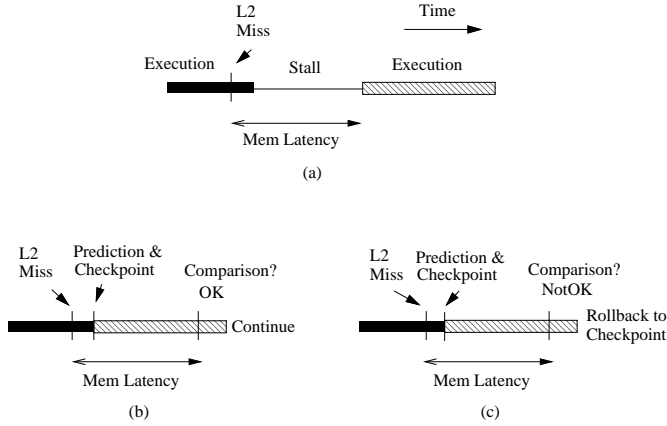 L2
Miss
Time
Execution
Stall
Execution
Mem Latency
(a)
L2
Miss
Prediction &
Checkpoint
Comparison?
OK
Continue
Mem Latency
(b)
L2
Miss
Prediction &
Checkpoint
Comparison?
NotOK
Rollback to
Checkpoint
Mem Latency
(c)